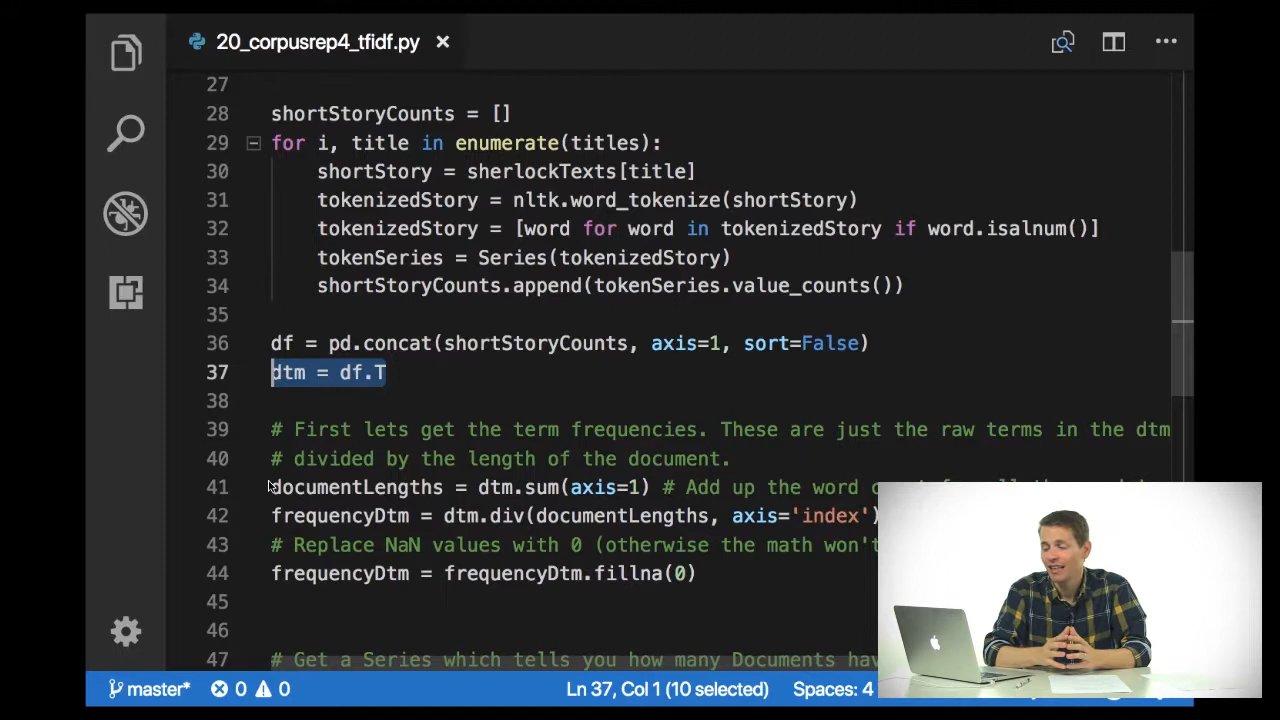 20_corpusrep4_tfidf.py
27
28 shortStoryCounts = []
29 for i, title in enumerate(titles):
30 shortStory = sherlockTexts[title]
31 tokenizedStory = nltk.word_tokenize(shortStory)
32 tokenizedStory = [word for word in tokenizedStory if word.isalnum()]
33 tokenSeries = Series(tokenizedStory)
34 shortStoryCounts.append(tokenSeries.value_counts())
35
36 df = pd.concat(shortStoryCounts, axis=1, sort=False)
37 dtm = df.T
38
39 # First lets get the term frequencies. These are just the raw terms in the dtm
40 # divided by the length of the document.
41 documentLengths = dtm.sum(axis=1) # Add up the word
42 frequencyDtm = dtm.div(documentLengths, axis='index')
43 # Replace NaN values with 0 (otherwise the math won't
44 frequencyDtm = frequencyDtm.fillna(0)
45
46
47 # Get a Series which tells you how many Documents
master* 0 0 Ln 37, Col 1 (10 selected) Spaces: 4